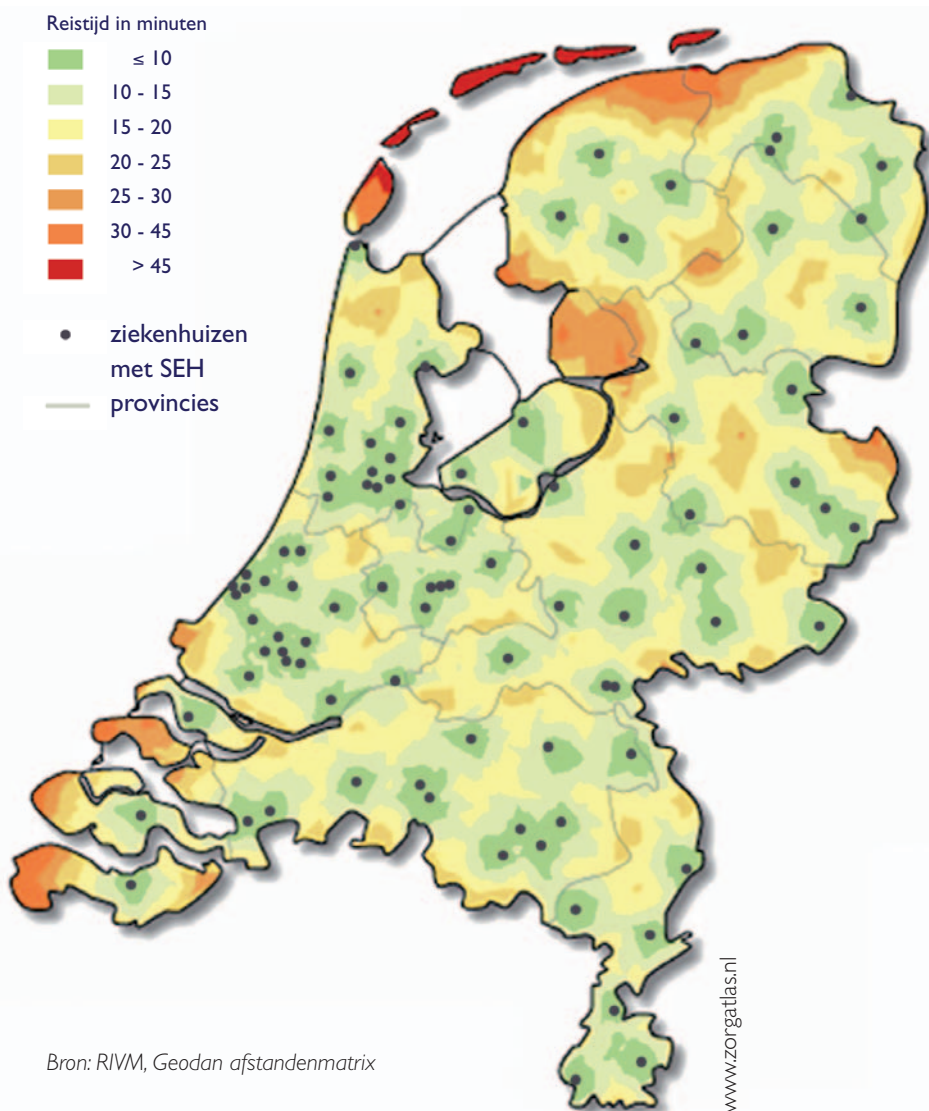 Reistijd in minuten
≤ 10
10 - 15
15 - 20
20 - 25
25 - 30
30 - 45
> 45
ziekenhuizen
met SEH
provincies
www.zorgatlas.nl
Bron: RIVM, Geodan afstandenmatrix